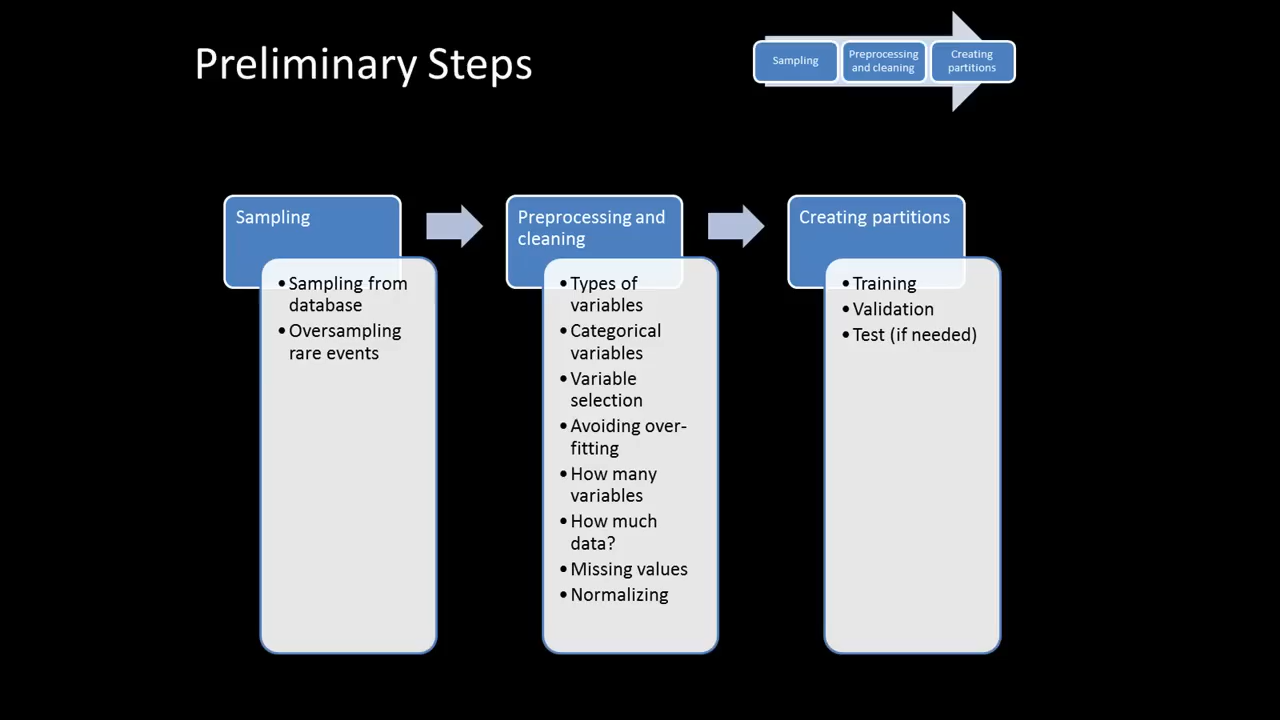 Preliminary Steps
Sampling
Preprocessing
and cleaning
Creating
partitions
Sampling
• Sampling from
database
• Oversampling
rare events
Preprocessing and
cleaning
• Types of
variables
• Categorical
variables
• Variable
selection
• Avoiding over-
fitting
• How many
variables
• How much
data?
• Missing values
• Normalizing
Creating partitions
• Training
• Validation
• Test (if needed)